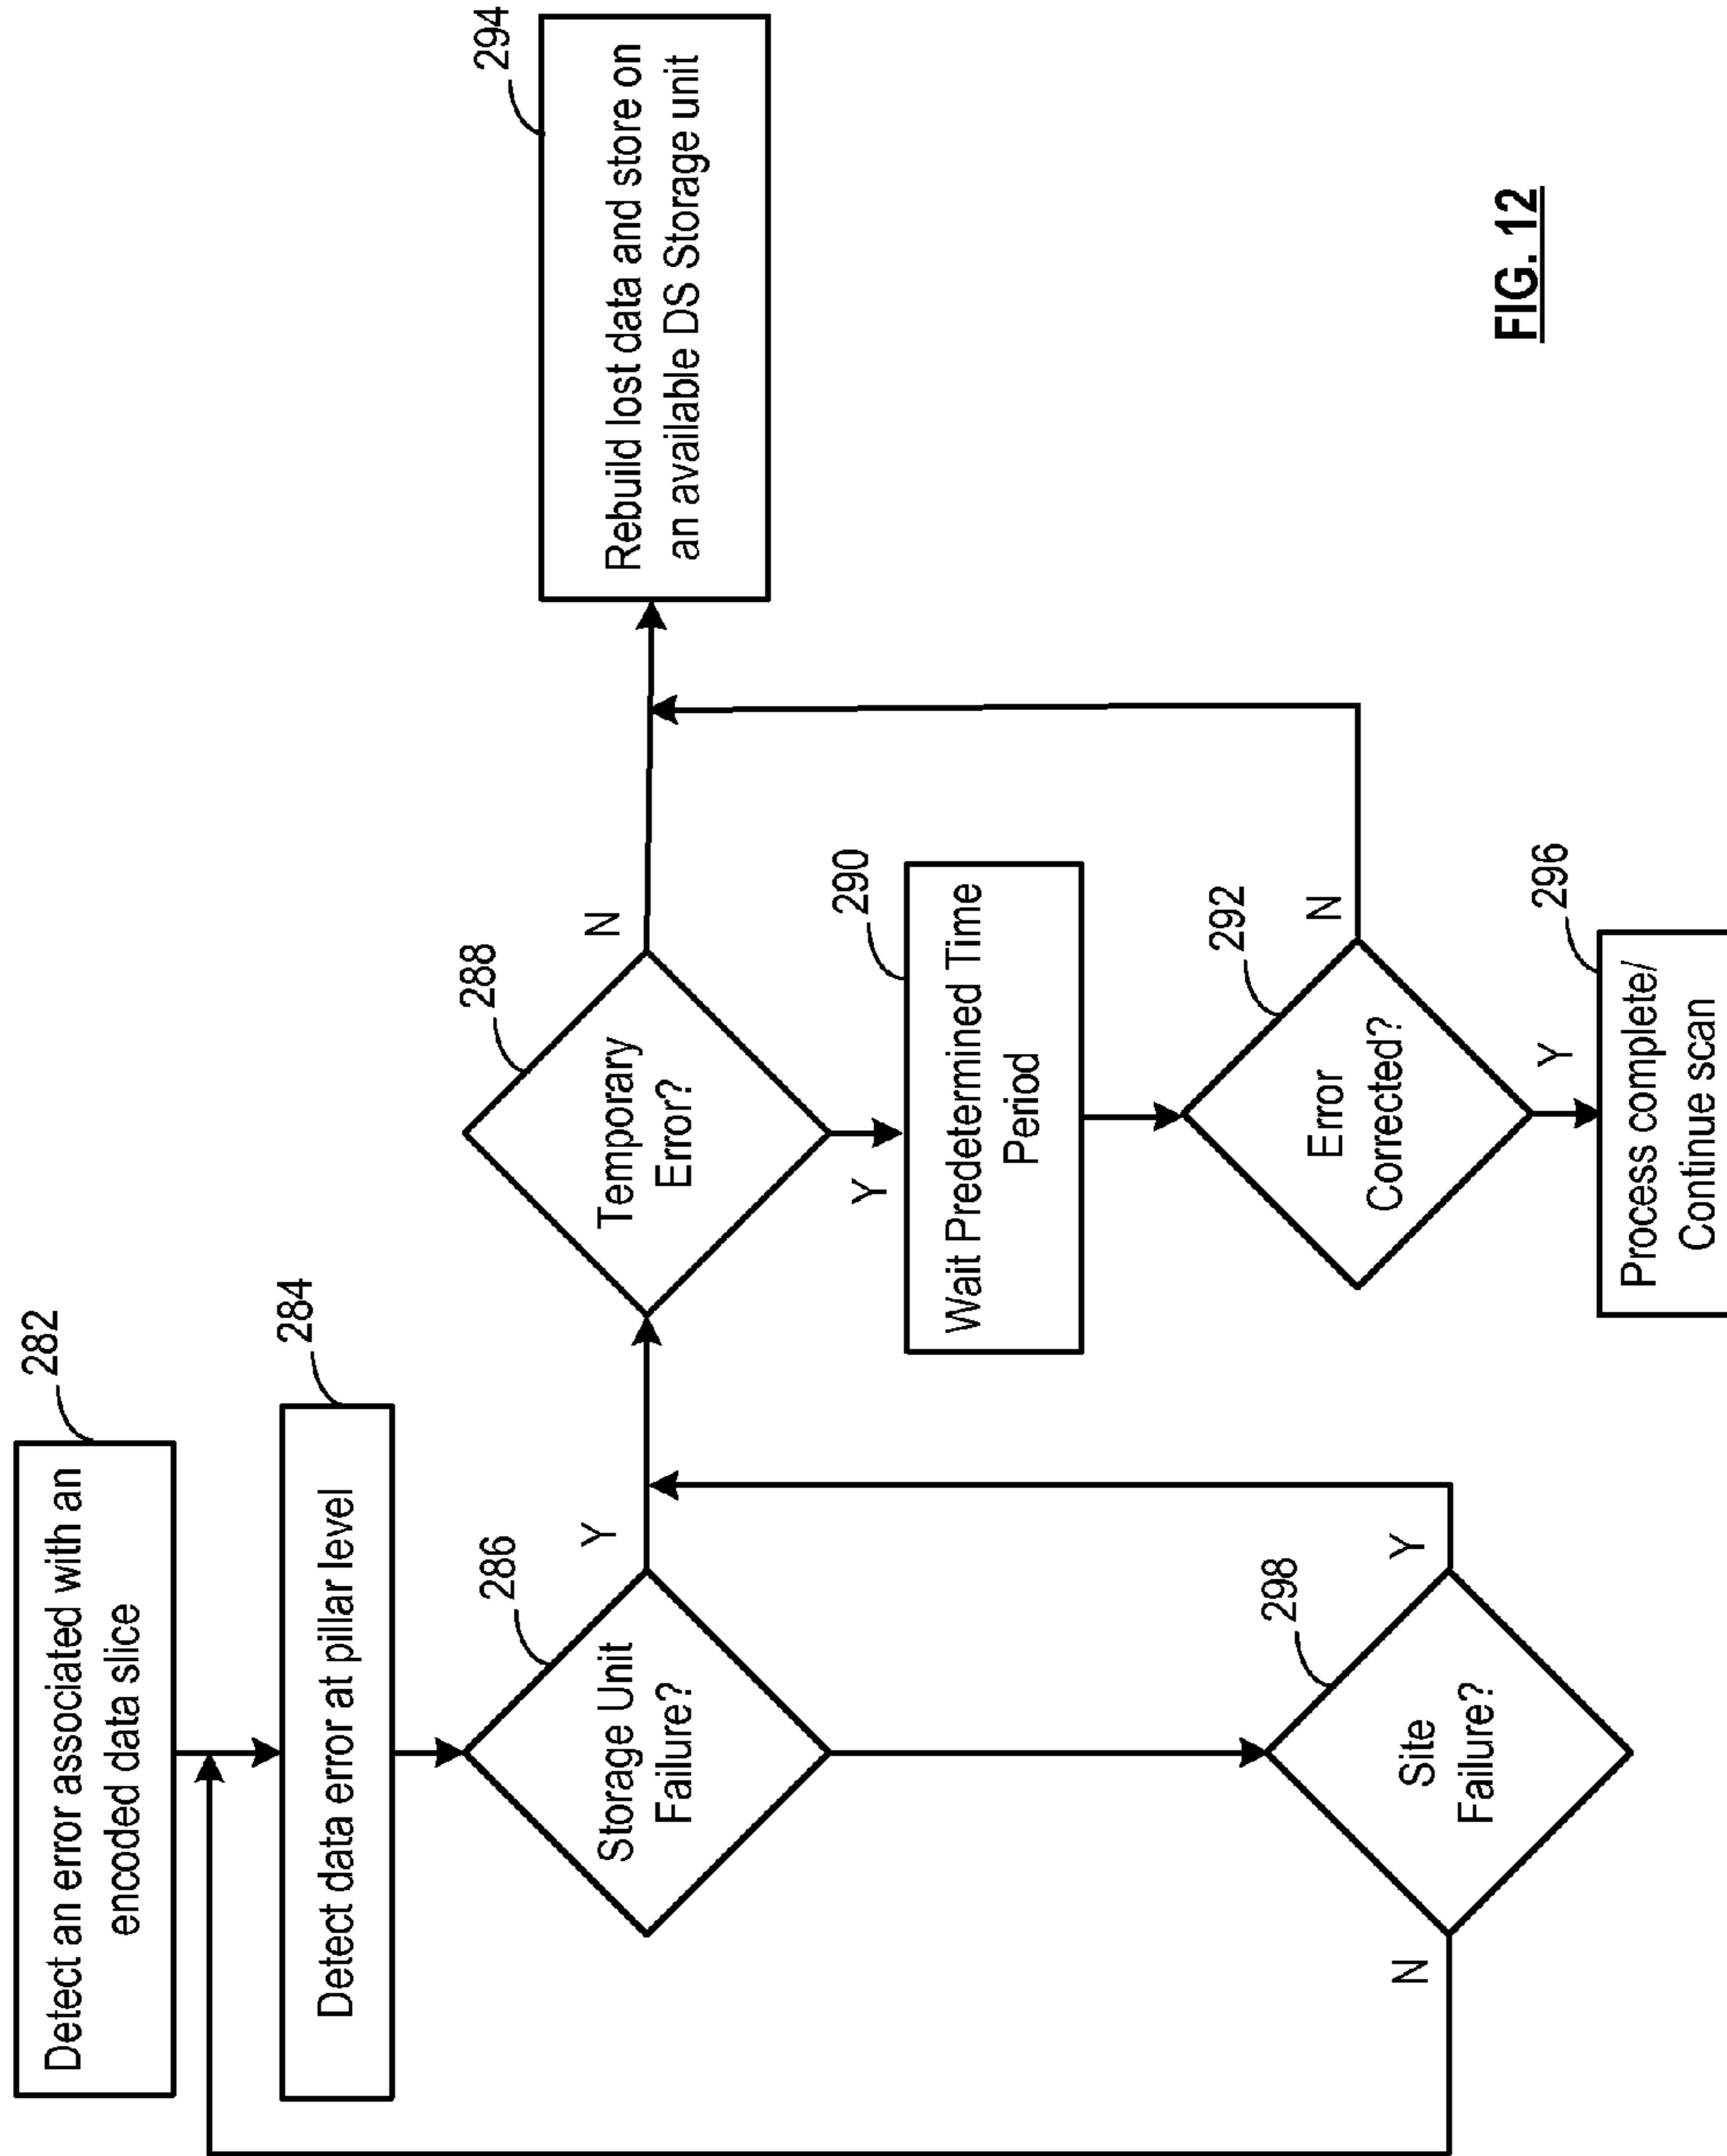 282
Detect an error associated with an
encoded data slice
284
Detect data error at pillar level
286
Storage Unit
Failure?
Y
288
Temporary
Error?
N
294
Rebuild lost data and store on
an available DS Storage unit
Y
290
Wait Predetermined Time
Period
298
Site
Failure?
Y
N
292
Error
Corrected?
N
Y
296
Process complete/
Continue scan
FIG. 12